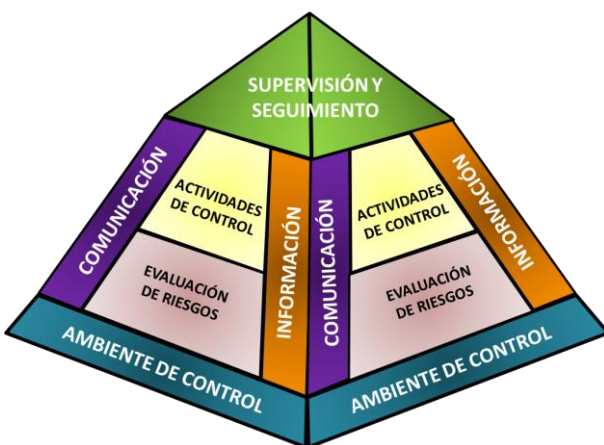 SUPERVISIÓN Y
SEGUIMIENTO
COMUNICACIÓN
ACTIVIDADES
DE CONTROL
INFORMACIÓN
EVALUACIÓN
DE RIESGOS
AMBIENTE DE CONTROL
COMUNICACIÓN
ACTIVIDADES
DE CONTROL
INFORMACIÓN
EVALUACIÓN
DE RIESGOS
AMBIENTE DE CONTROL